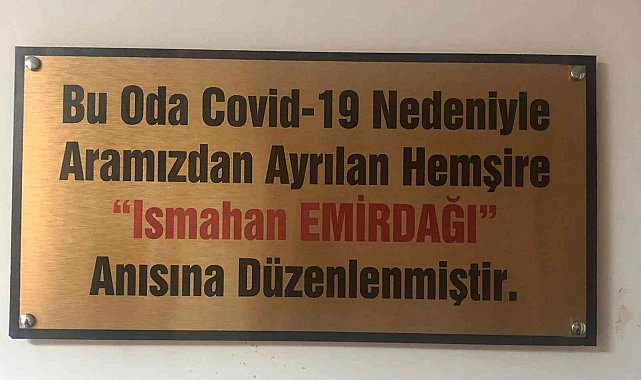 Bu Oda Covid-19 Nedeniyle
Aramızdan Ayrılan Hemşire
“Ismahan EMİRDAĞI”
Anısına Düzenlenmiştir.